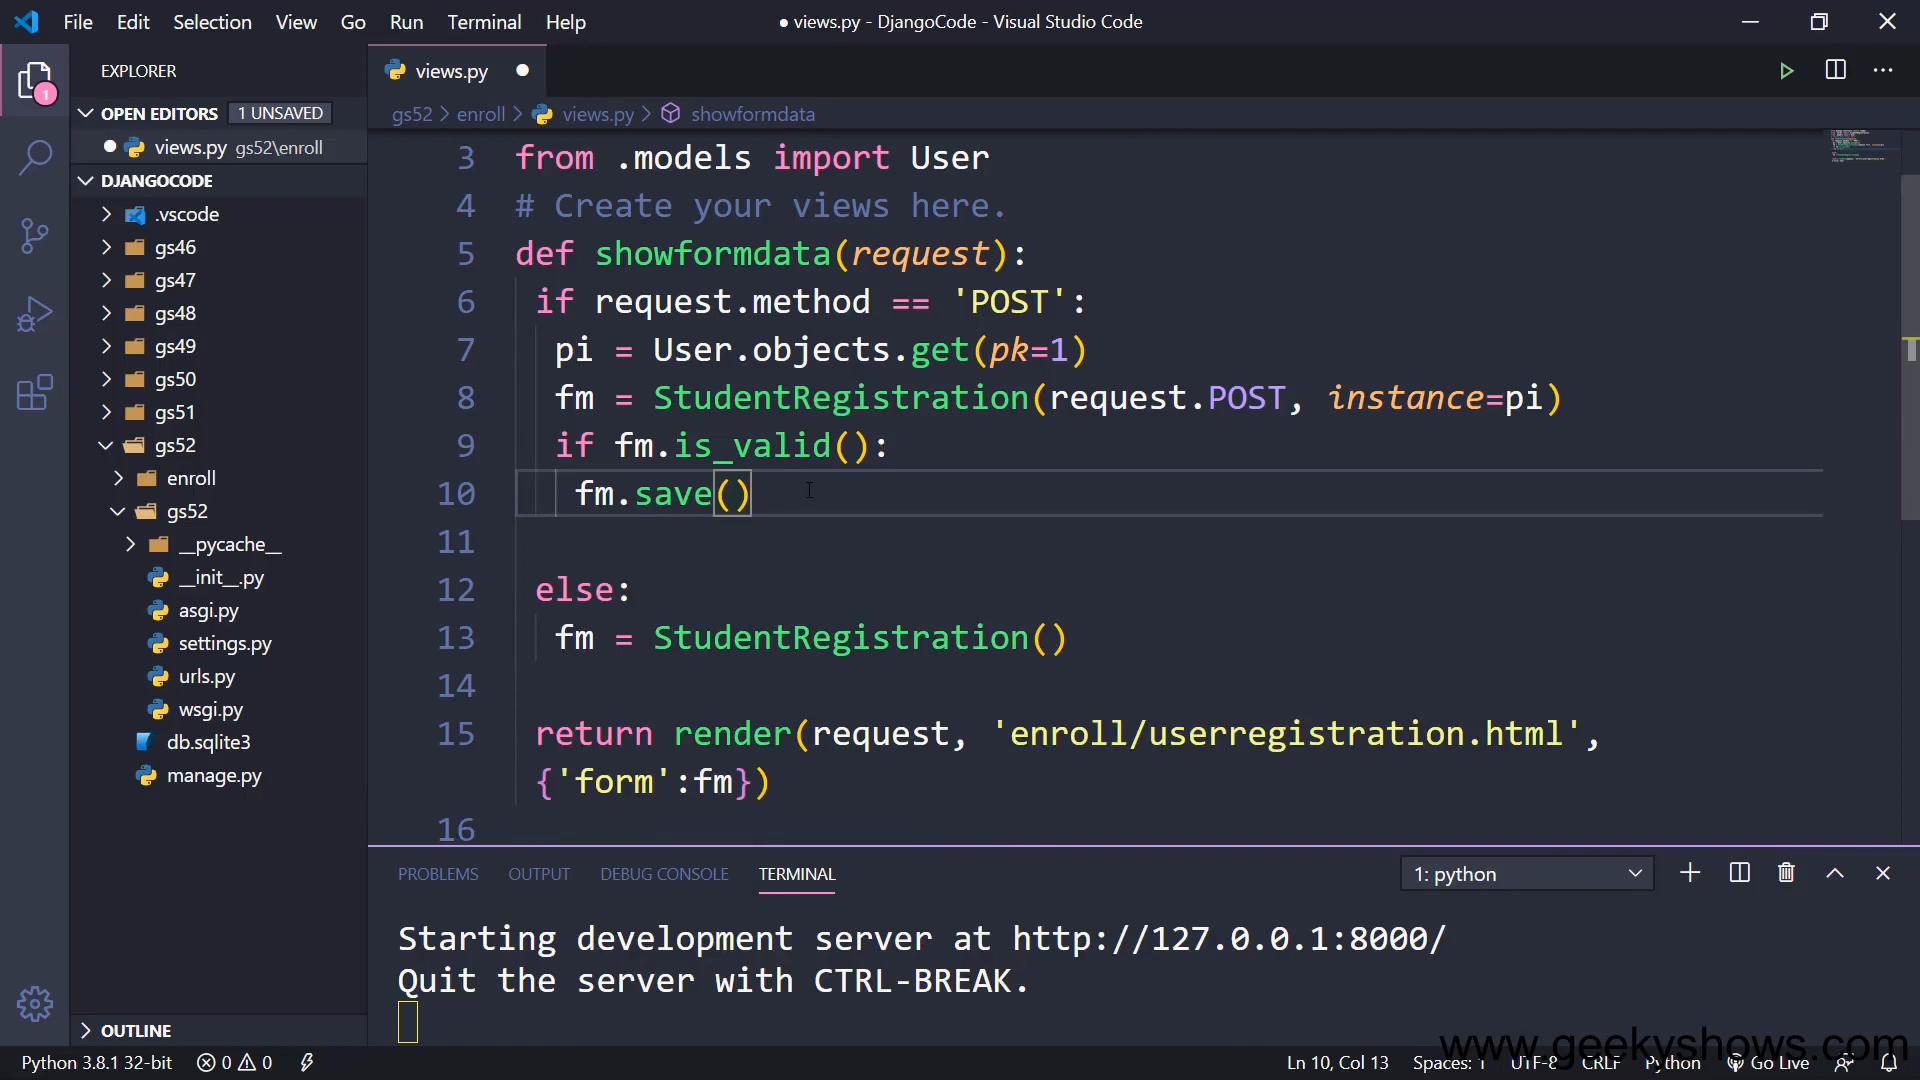 File Edit Selection View Go Run Terminal Help
● views.py - DjangoCode - Visual Studio Code
1
EXPLORER
OPEN EDITORS 1 UNSAVED
views.py gs52\enroll
DJANGOCODE
.vscode
gs46
gs47
gs48
gs49
gs50
gs51
gs52
enroll
gs52
__pycache__
__init__.py
asgi.py
settings.py
urls.py
wsgi.py
db.sqlite3
manage.py
OUTLINE
views.py
gs52 > enroll > views.py > showformdata
3 from .models import User
4 # Create your views here.
5 def showformdata(request):
6 if request.method == 'POST':
7 pi = User.objects.get(pk=1)
8 fm = StudentRegistration(request.POST, instance=pi)
9 if fm.is_valid():
10 fm.save()
11
12 else:
13 fm = StudentRegistration()
14
15 return render(request, 'enroll/userregistration.html',
{'form':fm})
16
PROBLEMS OUTPUT DEBUG CONSOLE TERMINAL
1: python
Starting development server at http://127.0.0.1:8000/
Quit the server with CTRL-BREAK.
www.geekyshows.com
Python 3.8.1 32-bit 0 0 Ln 10, Col 13 Spaces: 1 UTF-8 CRLF Python Go Live